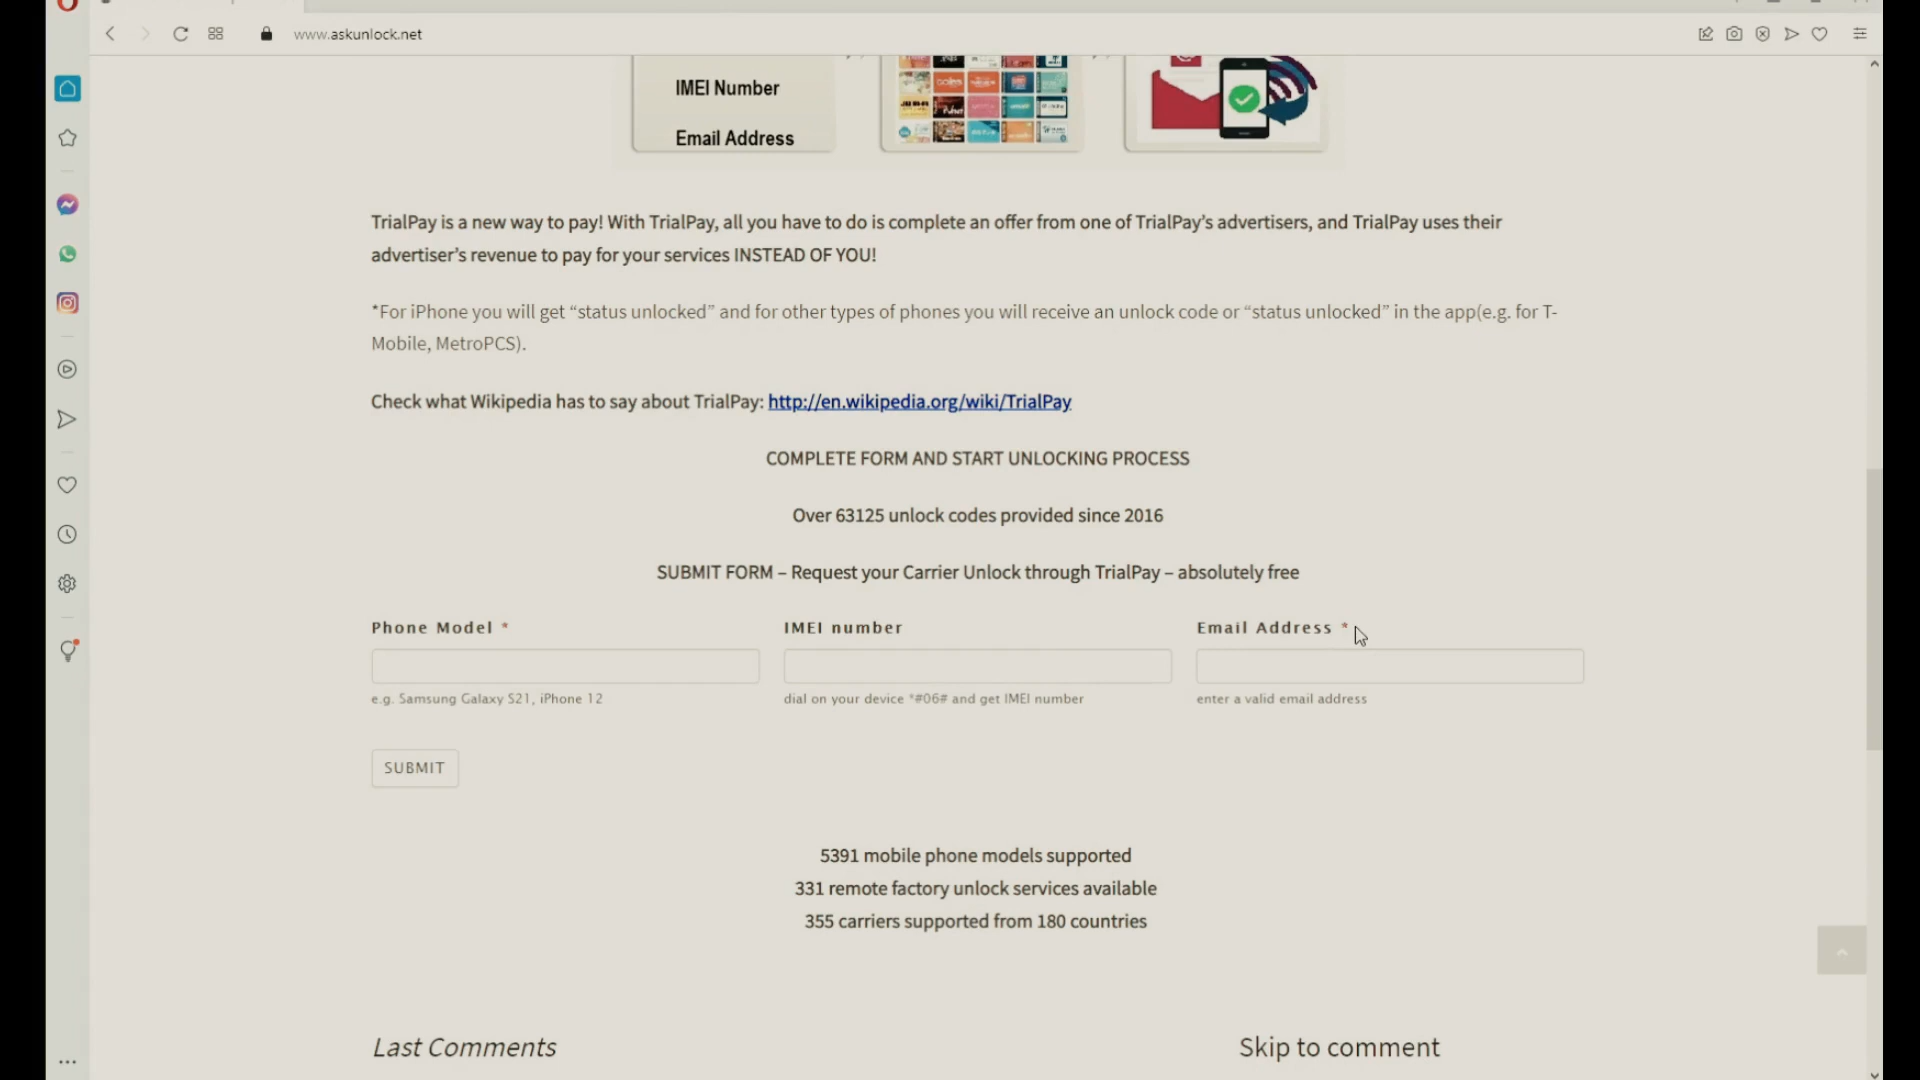 www.askunlock.net
IMEI Number
Email Address
TrialPay is a new way to pay! With TrialPay, all you have to do is complete an offer from one of TrialPay’s advertisers, and TrialPay uses their
advertiser’s revenue to pay for your services INSTEAD OF YOU!
*For iPhone you will get “status unlocked” and for other types of phones you will receive an unlock code or “status unlocked” in the app(e.g. for T-
Mobile, MetroPCS).
Check what Wikipedia has to say about TrialPay: http://en.wikipedia.org/wiki/TrialPay
COMPLETE FORM AND START UNLOCKING PROCESS
Over 63125 unlock codes provided since 2016
SUBMIT FORM – Request your Carrier Unlock through TrialPay – absolutely free
Phone Model * IMEI number Email Address *
e.g. Samsung Galaxy S21, iPhone 12 dial on your device *#06# and get IMEI number enter a valid email address
SUBMIT
5391 mobile phone models supported
331 remote factory unlock services available
355 carriers supported from 180 countries
Last Comments Skip to comment